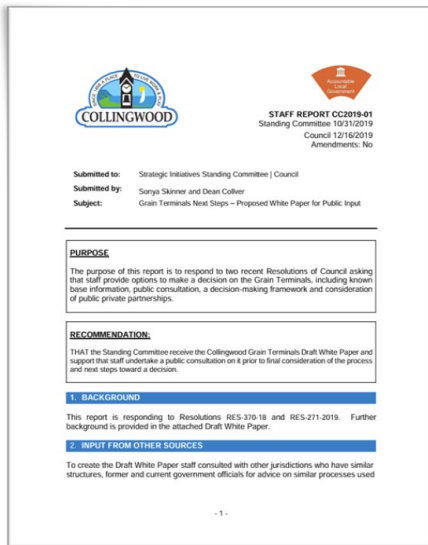 SINCE 1858 A PLACE TO LIVE WORK & PLAY
COLLINGWOOD
Accountable
Local
Government
STAFF REPORT CC2019-01
Standing Committee 10/31/2019
Council 12/16/2019
Amendments: No
Submitted to: Strategic Initiatives Standing Committee | Council
Submitted by: Sonya Skinner and Dean Collver
Subject: Grain Terminals Next Steps – Proposed White Paper for Public Input
PURPOSE
The purpose of this report is to respond to two recent Resolutions of Council asking
that staff provide options to make a decision on the Grain Terminals, including known
base information, public consultation, a decision-making framework and consideration
of public private partnerships.
RECOMMENDATION:
THAT the Standing Committee receive the Collingwood Grain Terminals Draft White Paper and
support that staff undertake a public consultation on it prior to final consideration of the process
and next steps toward a decision.
1. BACKGROUND
This report is responding to Resolutions RES-370-18 and RES-271-2019. Further
background is provided in the attached Draft White Paper.
2. INPUT FROM OTHER SOURCES
To create the Draft White Paper staff consulted with other jurisdictions who have similar
structures, former and current government officials for advice on similar processes used
- 1 -